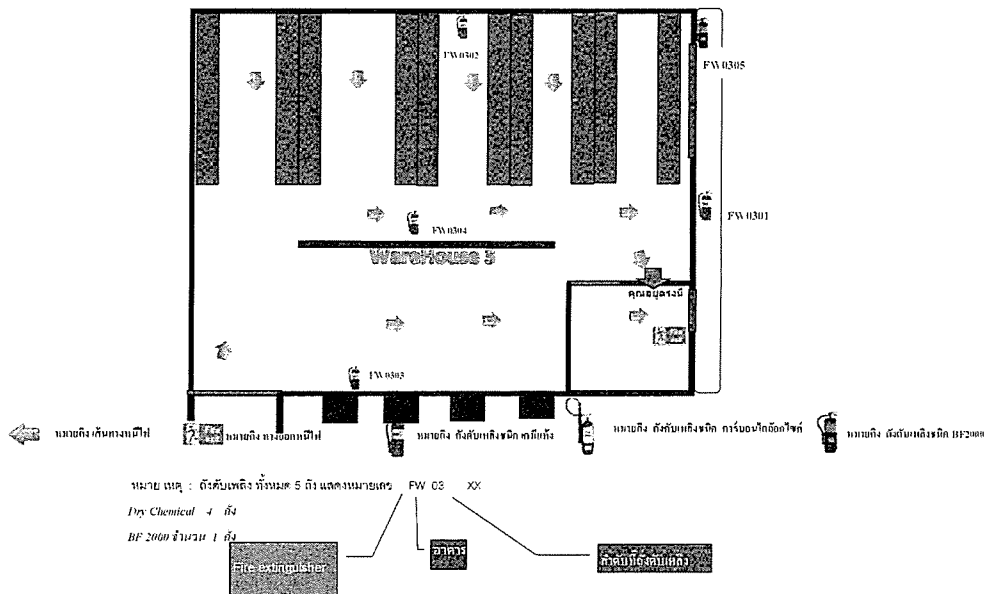 FW0302
FW0305
FW0301
FW0304
WareHouse 5
คุณอยู่ตรงนี้
FW0303
หมายถึง เส้นทางหนีไฟ
หมายถึง ทางออกหนีไฟ
หมายถึง ถังดับเพลิงชนิด เคมีแห้ง
หมายถึง ถังดับเพลิงชนิด คาร์บอนไดอ๊อกไซด์
หมายถึง ถังดับเพลิงชนิด BF2000
หมาย เหตุ : ถังดับเพลิง ทั้งหมด 5 ถัง แสดงหมายเลข FW 03 XX
Dry Chemical 4 ถัง
BF 2000 จำนวน 1 ถัง
Fire extinguisher
อาคาร
ลำดับที่ถังดับเพลิง